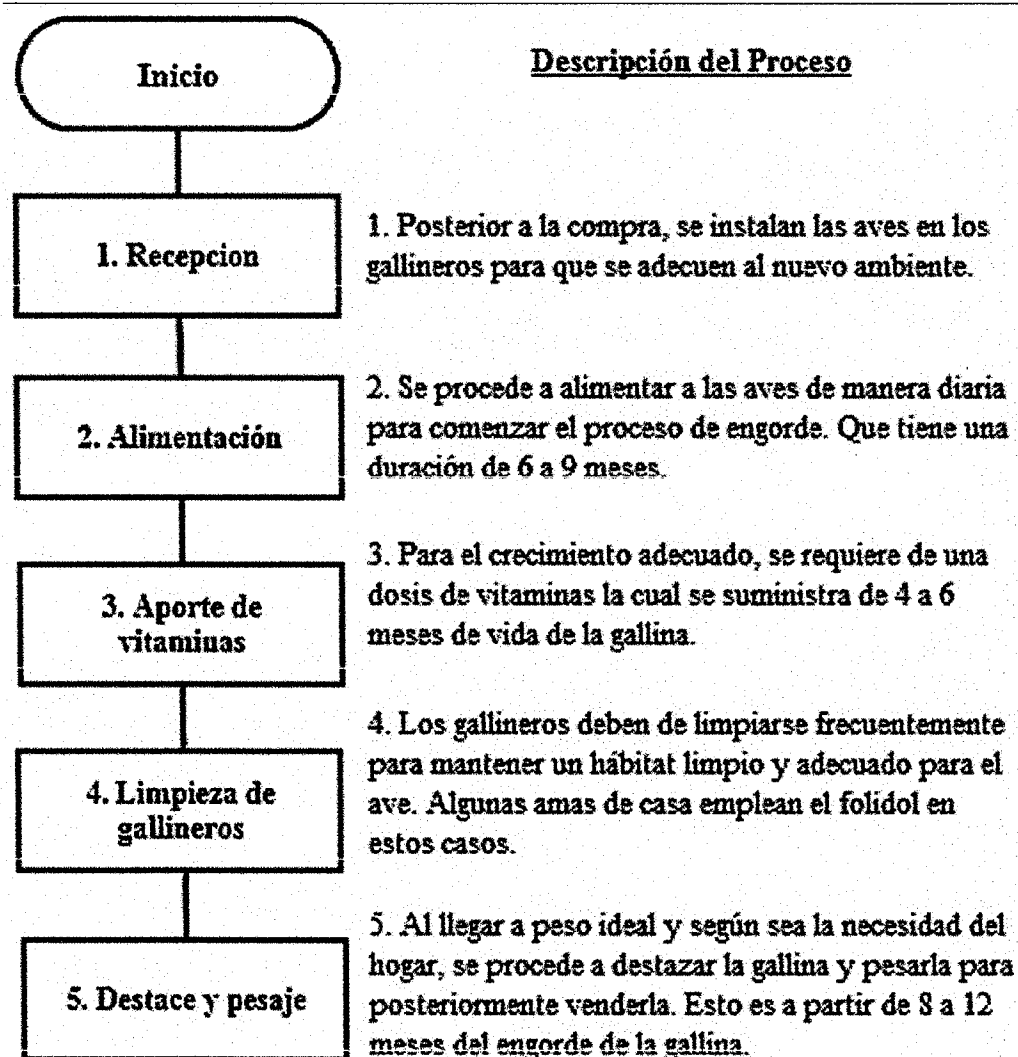 Inicio
Descripción del Proceso
1. Recepcion
1. Posterior a la compra, se instalan las aves en los
gallineros para que se adecuen al nuevo ambiente.
2. Alimentación
2. Se procede a alimentar a las aves de manera diaria
para comenzar el proceso de engorde. Que tiene una
duración de 6 a 9 meses.
3. Aporte de
vitaminas
3. Para el crecimiento adecuado, se requiere de una
dosis de vitaminas la cual se suministra de 4 a 6
meses de vida de la gallina.
4. Limpieza de
gallineros
4. Los gallineros deben de limpiarse frecuentemente
para mantener un hábitat limpio y adecuado para el
ave. Algunas amas de casa emplean el folidol en
estos casos.
5. Destace y pesaje
5. Al llegar a peso ideal y según sea la necesidad del
hogar, se procede a destazar la gallina y pesarla para
posteriormente venderla. Esto es a partir de 8 a 12
meses del engorde de la gallina.